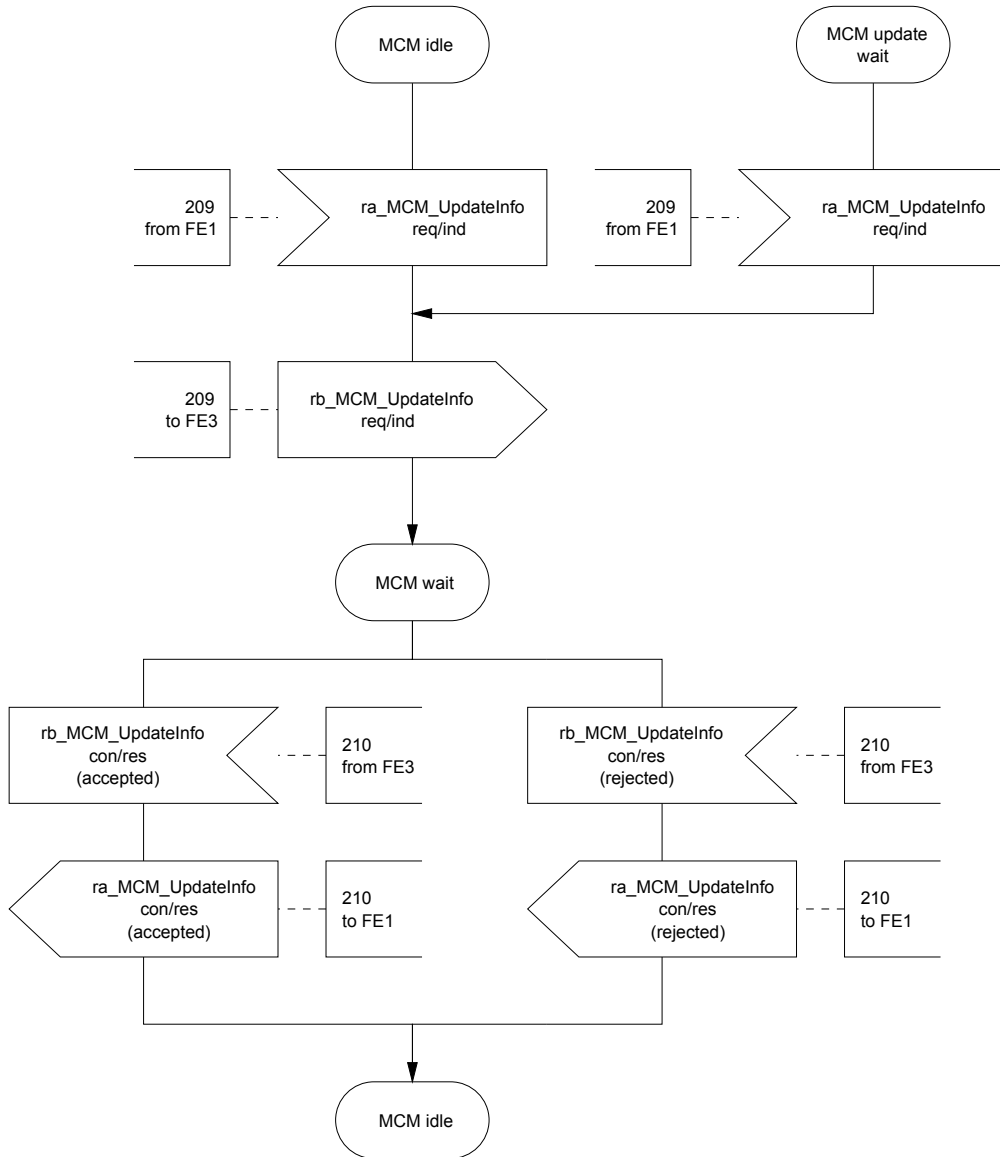 MCM idle
MCM update
wait
209
from FE1
ra_MCM_UpdateInfo
req/ind
209
from FE1
ra_MCM_UpdateInfo
req/ind
209
to FE3
rb_MCM_UpdateInfo
req/ind
MCM wait
rb_MCM_UpdateInfo
con/res
(accepted)
210
from FE3
rb_MCM_UpdateInfo
con/res
(rejected)
210
from FE3
ra_MCM_UpdateInfo
con/res
(accepted)
210
to FE1
ra_MCM_UpdateInfo
con/res
(rejected)
210
to FE1
MCM idle